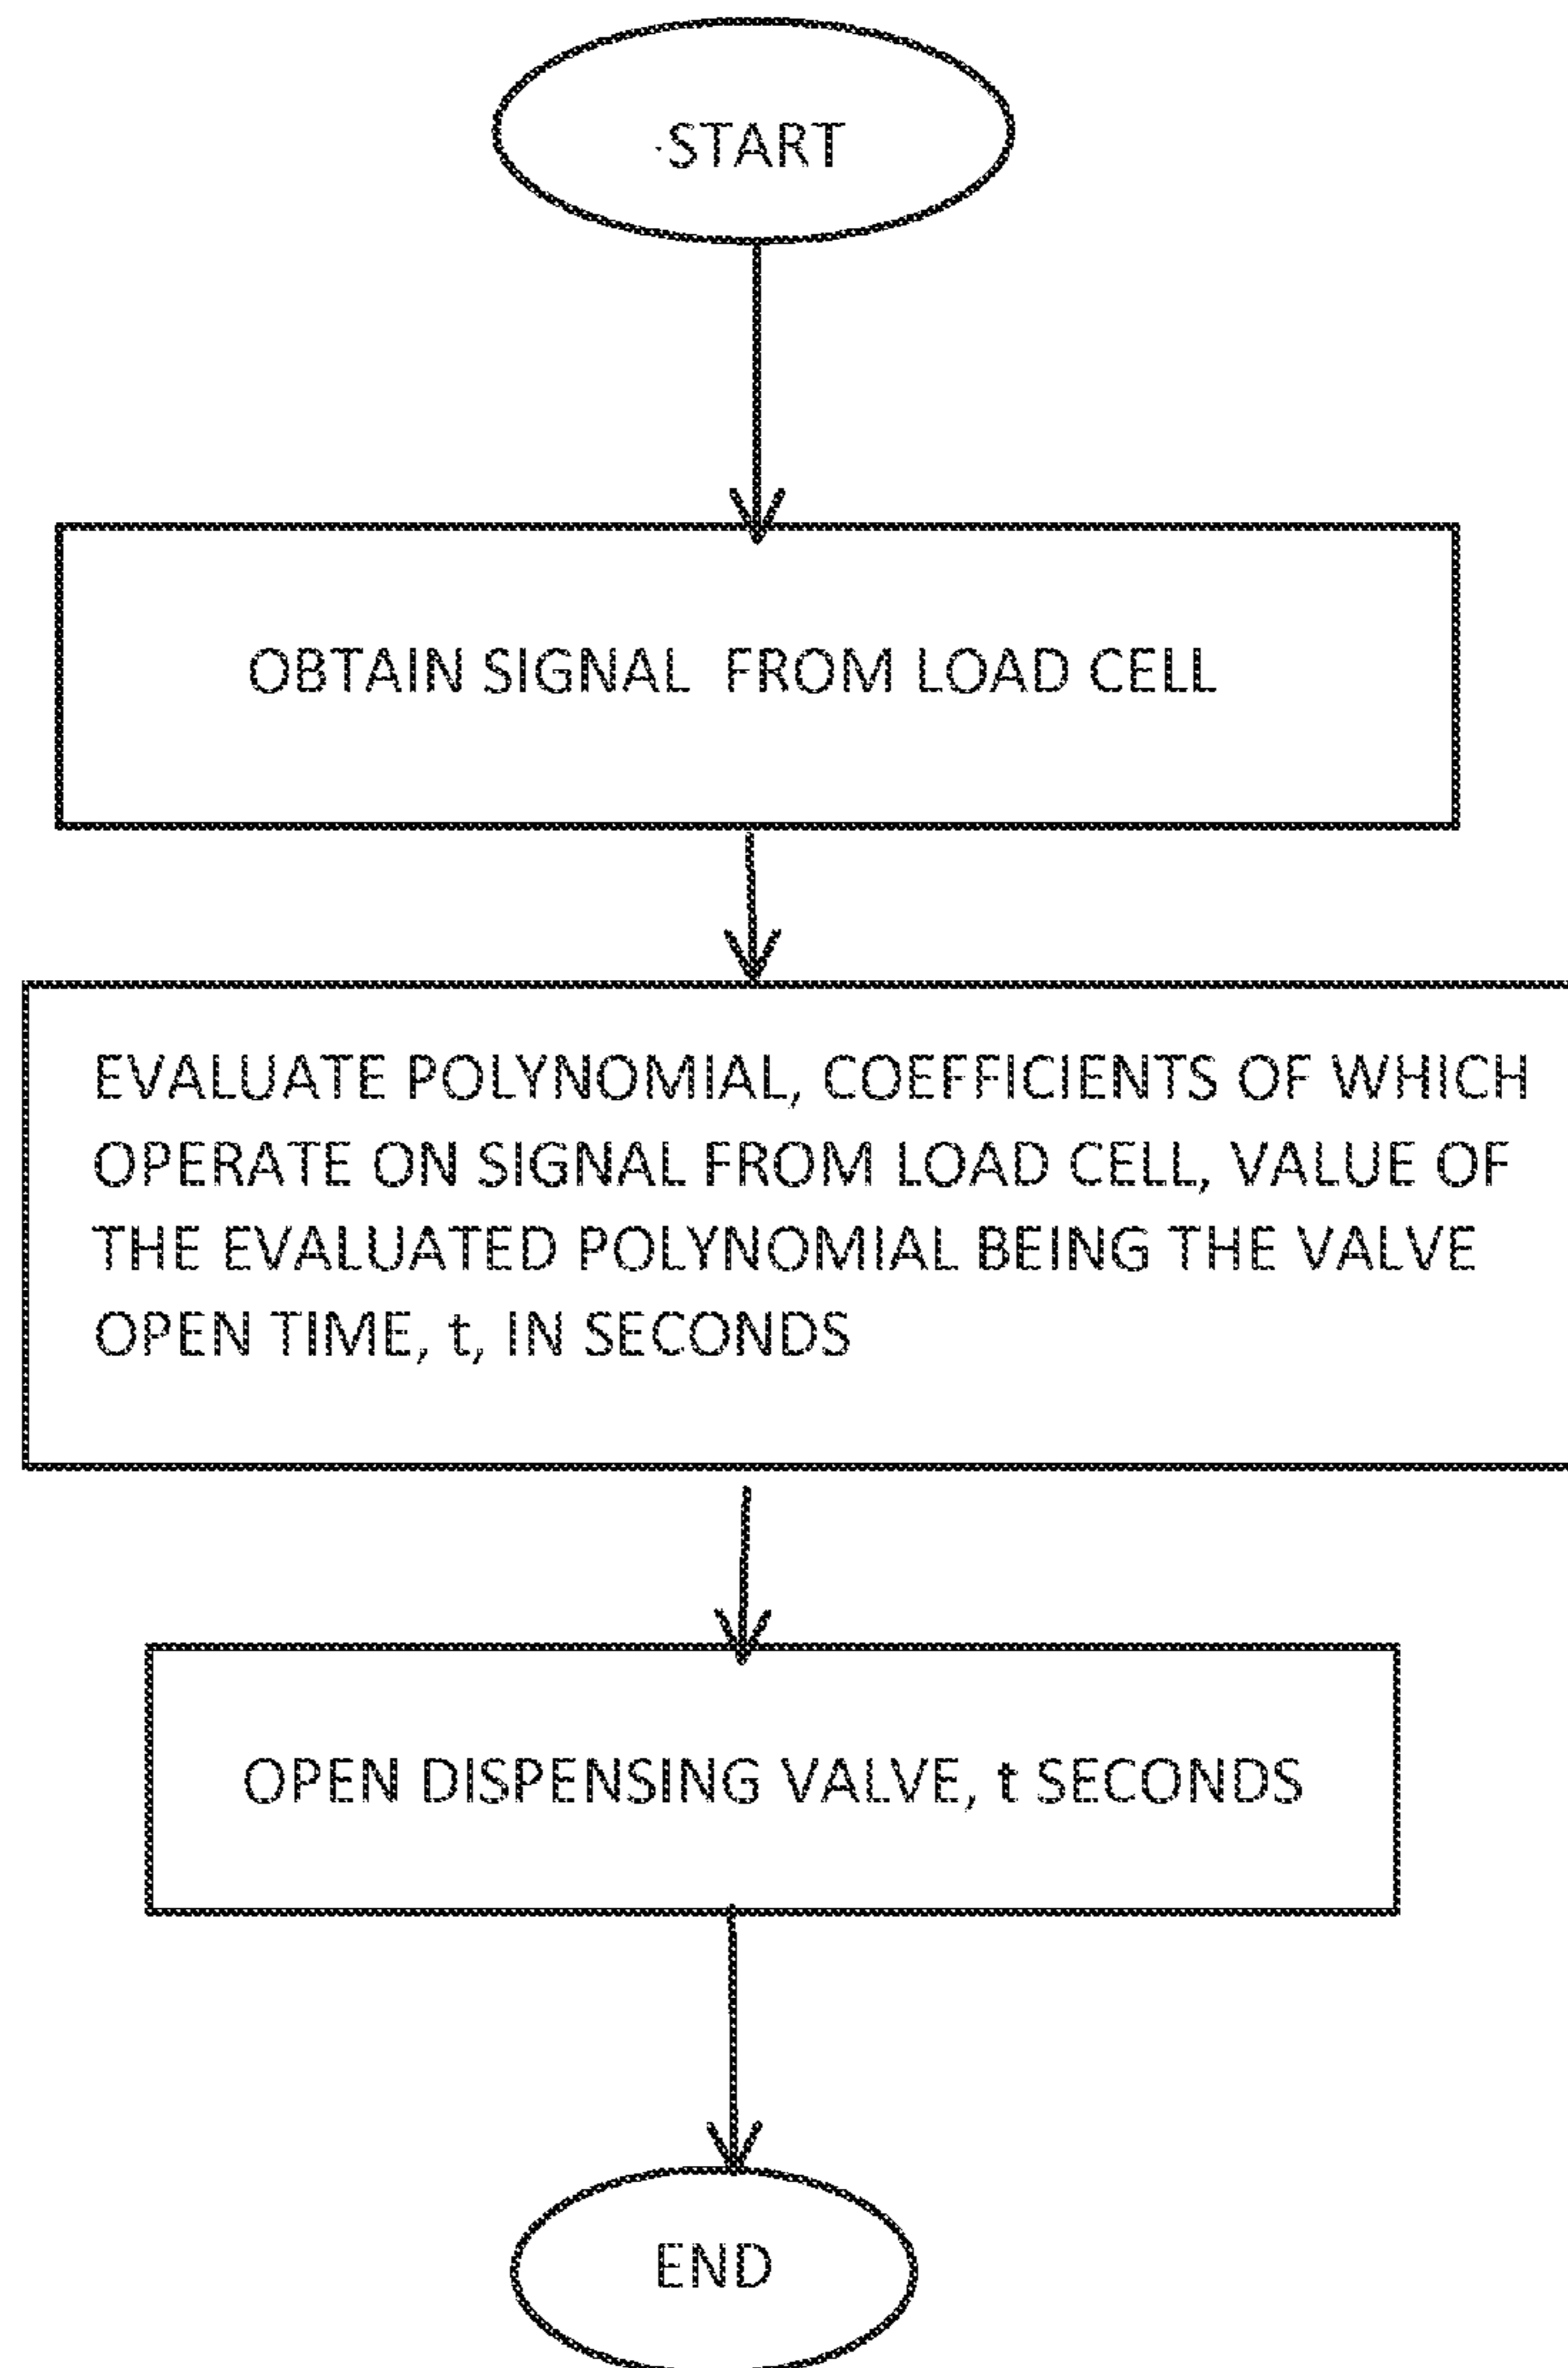 START
OBTAIN SIGNAL FROM LOAD CELL
EVALUATE POLYNOMIAL, COEFFICIENTS OF WHICH
OPERATE ON SIGNAL FROM LOAD CELL, VALUE OF
THE EVALUATED POLYNOMIAL BEING THE VALVE
OPEN TIME, t, IN SECONDS
OPEN DISPENSING VALVE, t SECONDS
END